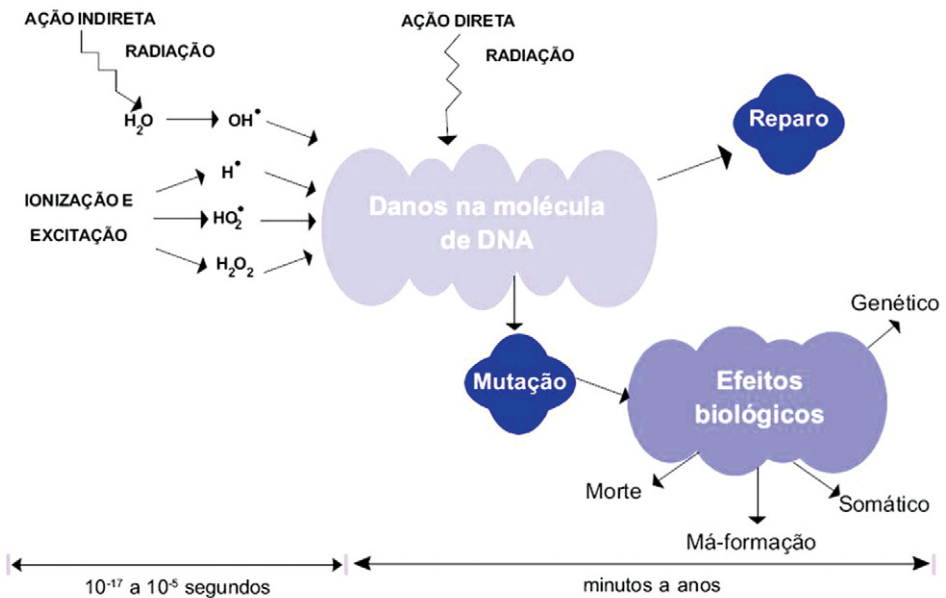 AÇÃO INDIRETA
RADIAÇÃO
AÇÃO DIRETA
RADIAÇÃO
H₂O
OH•
H•
IONIZAÇÃO E
EXCITAÇÃO
HO₂•
H₂O₂
Danos na molécula
de DNA
Reparo
Mutação
Efeitos
biológicos
Genético
Morte
Má-formação
Somático
10⁻¹⁷ a 10⁻⁵ segundos
minutos a anos